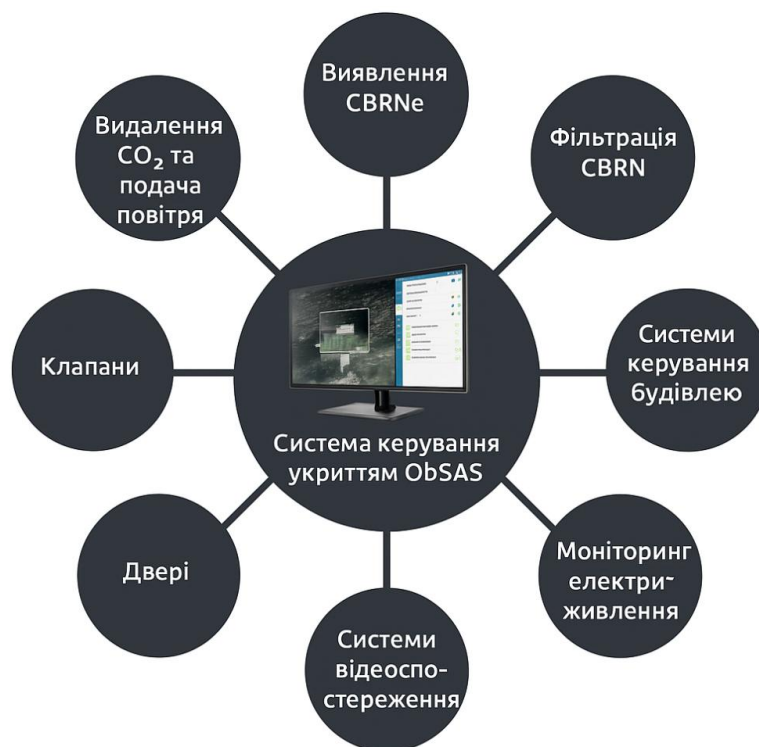 Виявлення
CBRNe
Фільтрація
CBRN
Системи
керування
будівлею
Моніторинг
електри-
живлення
Системи
відеоспо-
стереження
Двері
Клапани
Видалення
CO₂ та
подача
повітря
Система керування
укриттям ObSAS